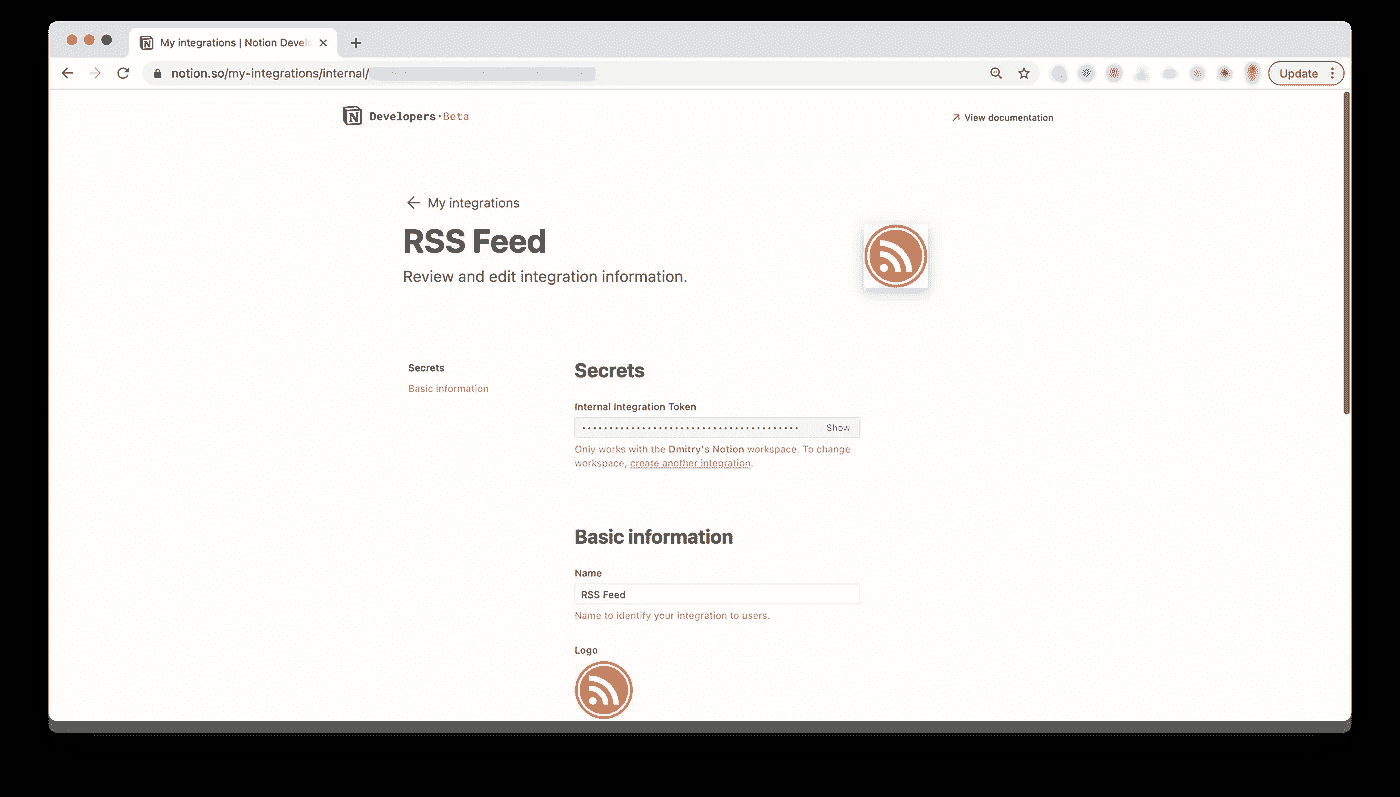 My integrations | Notion Devel
notion.so/my-integrations/internal/
Update
Developers·Beta
View documentation
My integrations
RSS Feed
Review and edit integration information.
Secrets
Basic information
Secrets
Internal Integration Token
Show
Only works with the Dmitry's Notion workspace. To change
workspace, create another integration.
Basic information
Name
RSS Feed
Name to identify your integration to users.
Logo